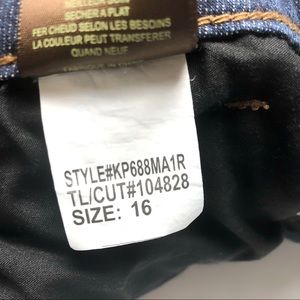 SECHER A PLAT
FER CHAUD SELON LES BESOINS
LA COULEUR PEUT TRANSFERER
QUAND NEUF
STYLE#KP688MA1R
TL/CUT#104828
SIZE: 16